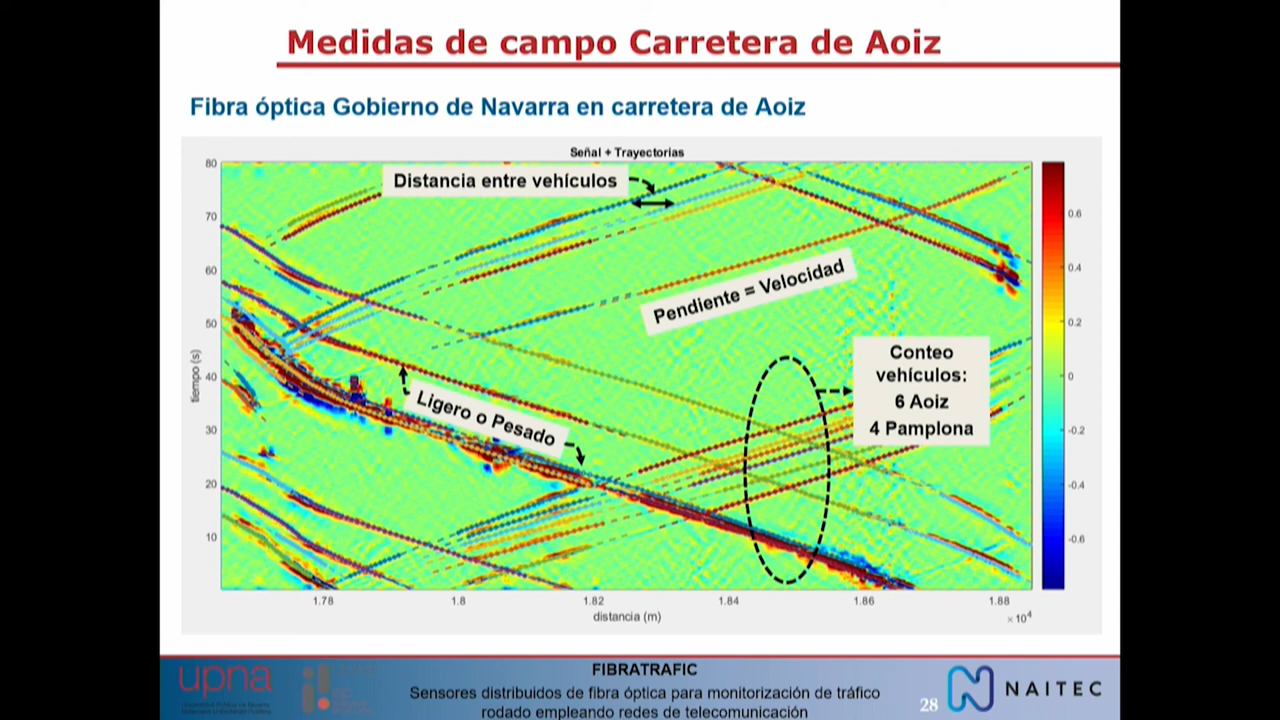 Medidas de campo Carretera de Aoiz
Fibra óptica Gobierno de Navarra en carretera de Aoiz
Señal + Trayectorias
80
70
60
50
40
30
20
10
tiempo (s)
Distancia entre vehículos
Pendiente = Velocidad
Ligero o Pesado
Conteo
vehículos:
6 Aoiz
4 Pamplona
0.6
0.4
0.2
0
-0.2
-0.4
-0.6
1.78
1.8
1.82
1.84
1.86
1.88
×10⁴
distancia (m)
upna
FIBRATRAFIC
Sensores distribuidos de fibra óptica para monitorización de tráfico
rodado empleando redes de telecomunicación
28
NAITEC